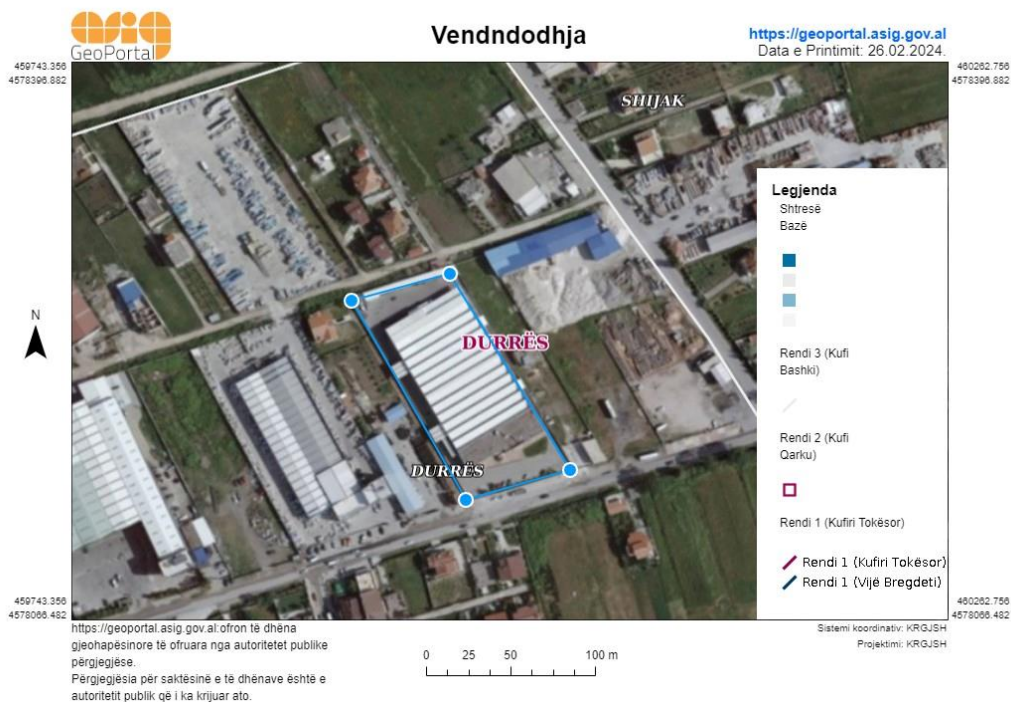 asig
GeoPortal
Vendndodhja
https://geoportal.asig.gov.al
Data e Printimit: 26.02.2024.
459743.356
4578396.882
460262.756
4578396.882
SHIJAK
DURRËS
DURRËS
N
Legjenda
Shtresë
Bazë
Rendi 3 (Kufi
Bashki)
Rendi 2 (Kufi
Qarku)
Rendi 1 (Kufiri Tokësor)
Rendi 1 (Kufiri Tokësor)
Rendi 1 (Vijë Bregdeti)
459743.356
4578066.482
460262.756
4578066.482
https://geoportal.asig.gov.al:ofron të dhëna
gjeohapësinore të ofruara nga autoritetet publike
përgjegjëse.
Përgjegjësia për saktësinë e të dhënave është e
autoritetit publik që i ka krijuar ato.
0 25 50 100 m
Sistemi koordinativ: KRGJSH
Projektimi: KRGJSH